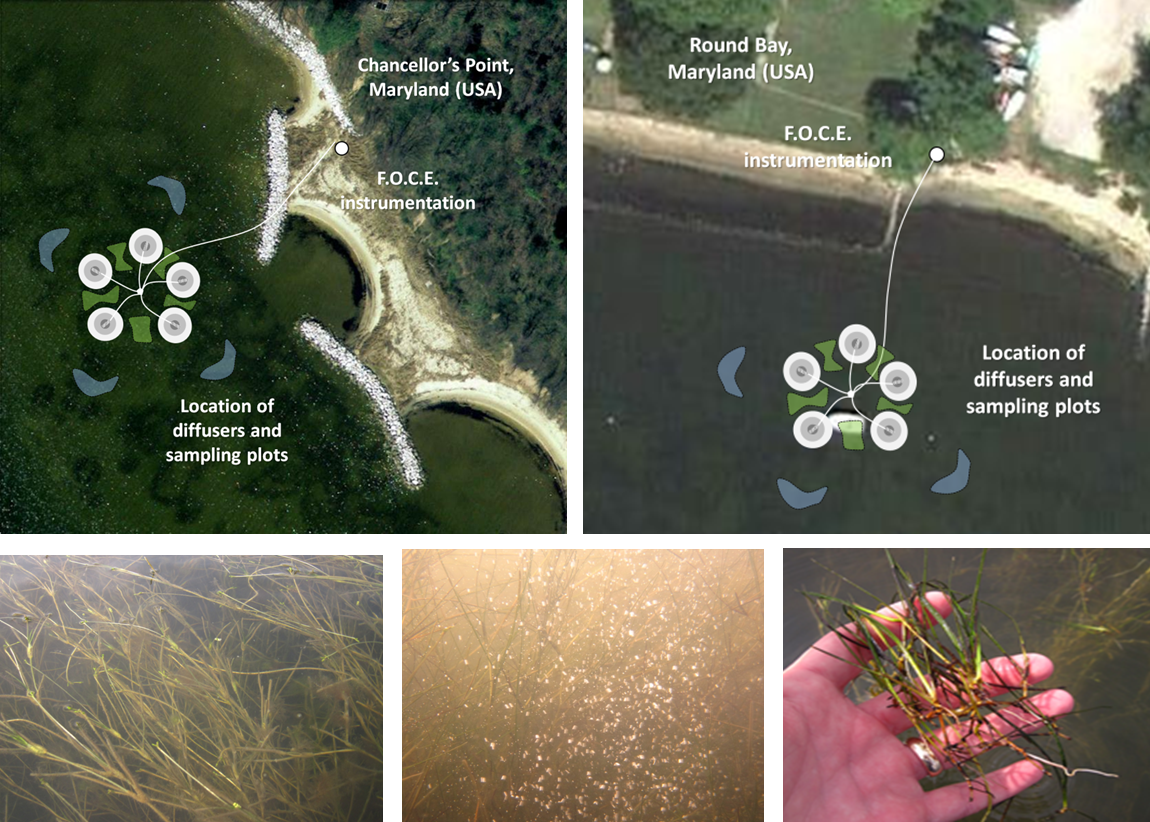 Chancellor's Point,
Maryland (USA)
F.O.C.E.
instrumentation
Location of
diffusers and
sampling plots
Round Bay,
Maryland (USA)
F.O.C.E.
instrumentation
Location of
diffusers and
sampling plots